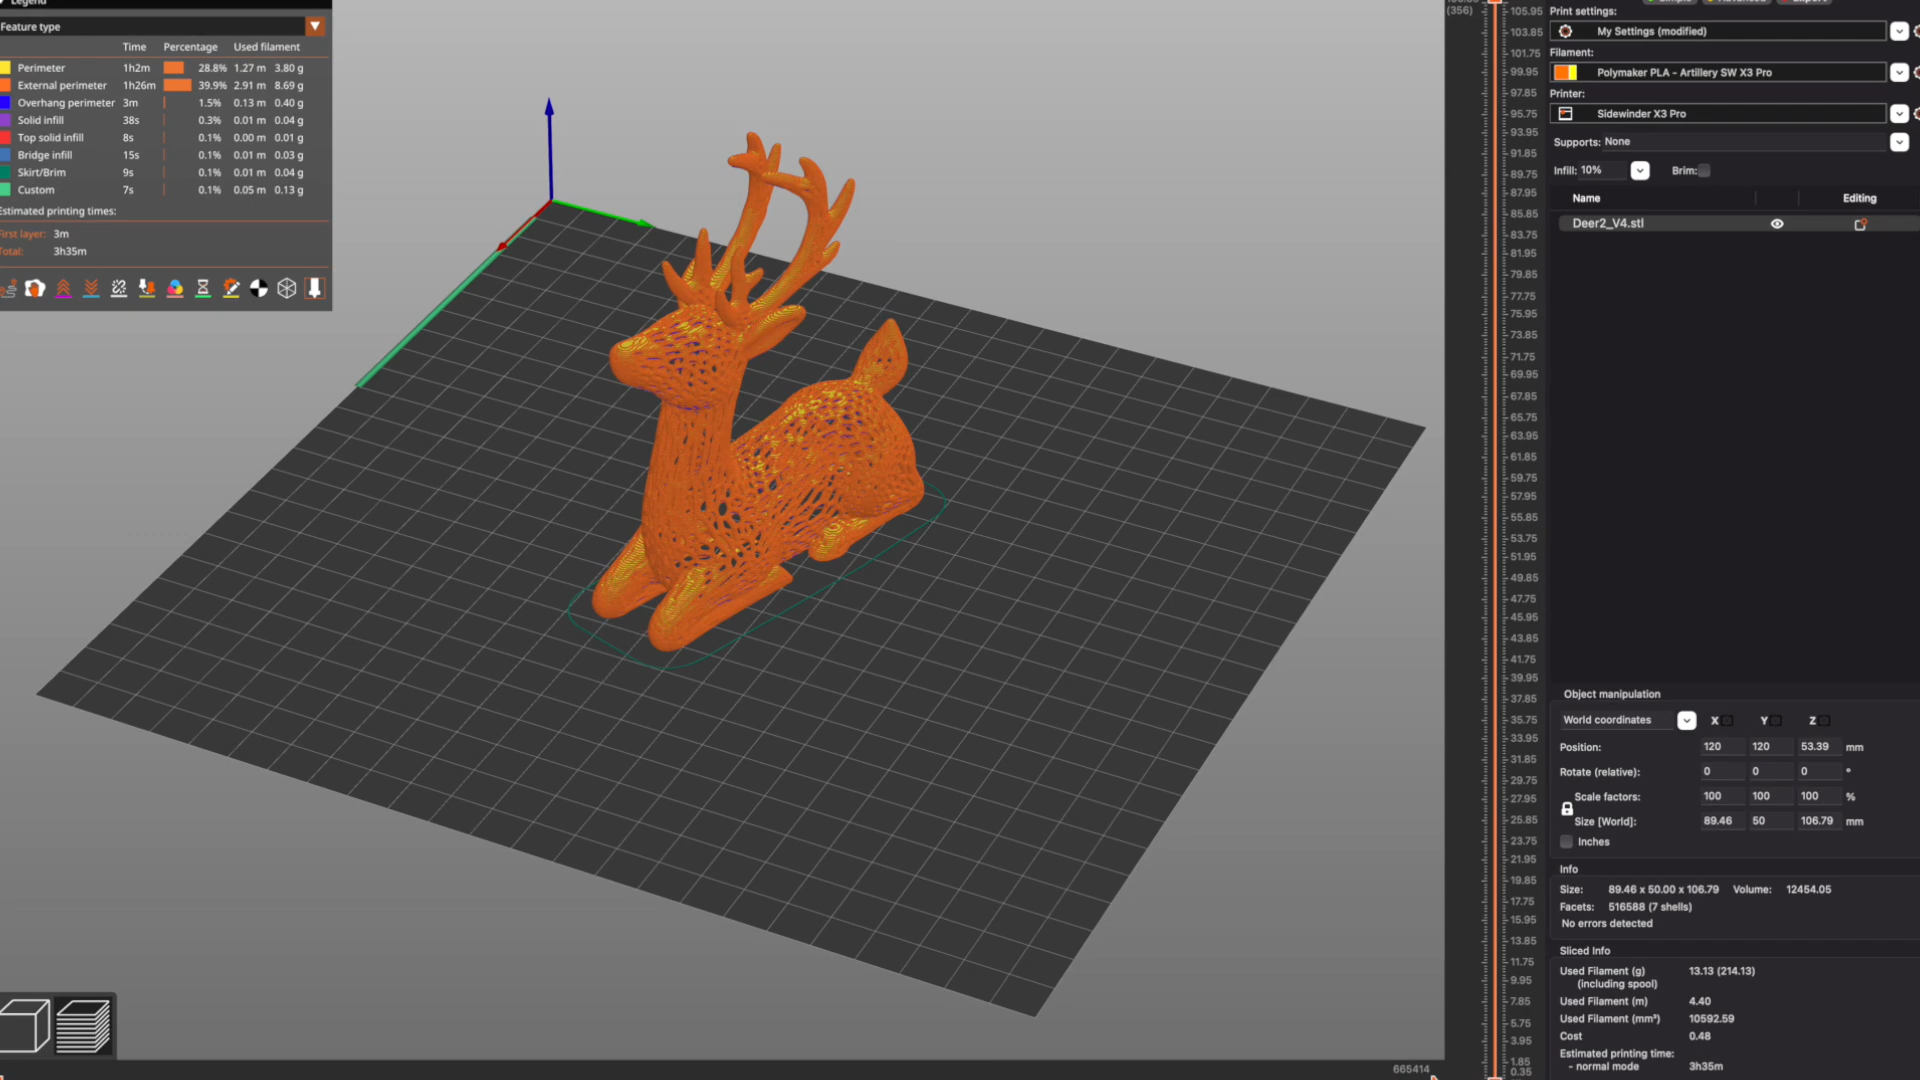 Legend
Feature type
Time Percentage Used filament
Perimeter 1h2m 28.8% 1.27 m 3.80 g
External perimeter 1h26m 39.9% 2.91 m 8.69 g
Overhang perimeter 3m 1.5% 0.13 m 0.40 g
Solid infill 38s 0.3% 0.01 m 0.04 g
Top solid infill 8s 0.1% 0.00 m 0.01 g
Bridge infill 15s 0.1% 0.01 m 0.03 g
Skirt/Brim 9s 0.1% 0.01 m 0.04 g
Custom 7s 0.1% 0.05 m 0.13 g
Estimated printing times:
First layer: 3m
Total: 3h35m
(356)
105.95
103.85
101.75
99.95
97.85
95.75
93.95
91.85
89.75
87.95
85.85
83.75
81.95
79.85
77.75
75.95
73.85
71.75
69.95
67.85
65.75
63.95
61.85
59.75
57.95
55.85
53.75
51.95
49.85
47.75
45.95
43.85
41.75
39.95
37.85
35.75
33.95
31.85
29.75
27.95
25.85
23.75
21.95
19.85
17.75
15.95
13.85
11.75
9.95
7.85
5.75
3.95
1.85
0.35
665414
Simple Advanced Expert
Print settings:
My Settings (modified)
Filament:
Polymaker PLA - Artillery SW X3 Pro
Printer:
Sidewinder X3 Pro
Supports: None
Infill: 10% Brim:
Name Editing
Deer2_V4.stl
Object manipulation
World coordinates X Y Z
Position: 120 120 53.39 mm
Rotate (relative): 0 0 0 °
Scale factors: 100 100 100 %
Size [World]: 89.46 50 106.79 mm
Inches
Info
Size: 89.46 x 50.00 x 106.79 Volume: 12454.05
Facets: 516588 (7 shells)
No errors detected
Sliced Info
Used Filament (g) 13.13 (214.13)
(including spool)
Used Filament (m) 4.40
Used Filament (mm³) 10592.59
Cost 0.48
Estimated printing time:
- normal mode 3h35m